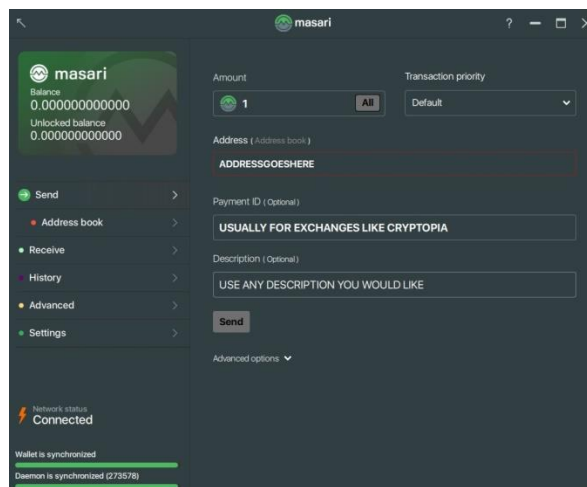 masari
?
masari
Balance
0.000000000000
Unlocked balance
0.000000000000
Send
Address book
Receive
History
Advanced
Settings
Network status
Connected
Wallet is synchronized
Daemon is synchronized (273578)
Amount
1
All
Transaction priority
Default
Address ( Address book )
ADDRESSGOESHERE
Payment ID ( Optional )
USUALLY FOR EXCHANGES LIKE CRYPTOPIA
Description ( Optional )
USE ANY DESCRIPTION YOU WOULD LIKE
Send
Advanced options